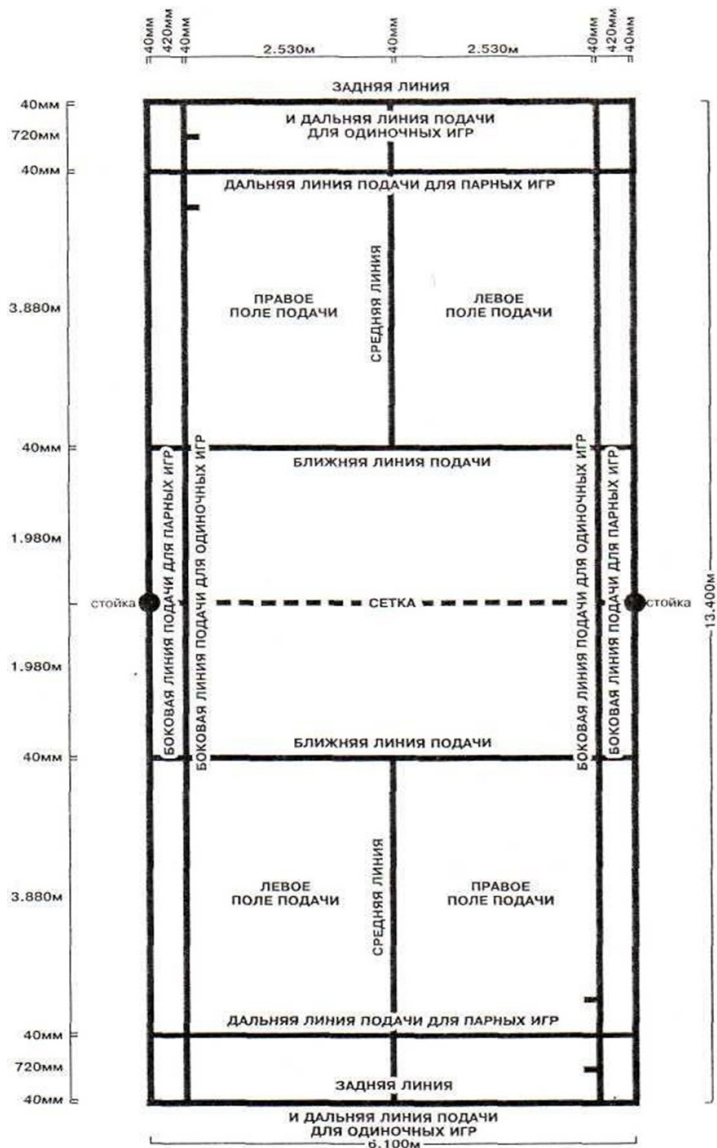 40мм
420мм
40мм
2.530м
40мм
2.530м
40мм
420мм
40мм
ЗАДНЯЯ ЛИНИЯ
40мм
И ДАЛЬНЯЯ ЛИНИЯ ПОДАЧИ
ДЛЯ ОДИНОЧНЫХ ИГР
720мм
40мм
ДАЛЬНЯЯ ЛИНИЯ ПОДАЧИ ДЛЯ ПАРНЫХ ИГР
3.880м
ПРАВОЕ
ПОЛЕ ПОДАЧИ
СРЕДНЯЯ ЛИНИЯ
ЛЕВОЕ
ПОЛЕ ПОДАЧИ
40мм
БЛИЖНЯЯ ЛИНИЯ ПОДАЧИ
БОКОВАЯ ЛИНИЯ ПОДАЧИ ДЛЯ ПАРНЫХ ИГР
БОКОВАЯ ЛИНИЯ ПОДАЧИ ДЛЯ ОДИНОЧНЫХ ИГР
БОКОВАЯ ЛИНИЯ ПОДАЧИ ДЛЯ ОДИНОЧНЫХ ИГР
БОКОВАЯ ЛИНИЯ ПОДАЧИ ДЛЯ ПАРНЫХ ИГР
1.980м
стойка
СЕТКА
стойка
13.400м
1.980м
БЛИЖНЯЯ ЛИНИЯ ПОДАЧИ
40мм
3.880м
ЛЕВОЕ
ПОЛЕ ПОДАЧИ
СРЕДНЯЯ ЛИНИЯ
ПРАВОЕ
ПОЛЕ ПОДАЧИ
ДАЛЬНЯЯ ЛИНИЯ ПОДАЧИ ДЛЯ ПАРНЫХ ИГР
40мм
720мм
ЗАДНЯЯ ЛИНИЯ
40мм
И ДАЛЬНЯЯ ЛИНИЯ ПОДАЧИ
ДЛЯ ОДИНОЧНЫХ ИГР
6.100м